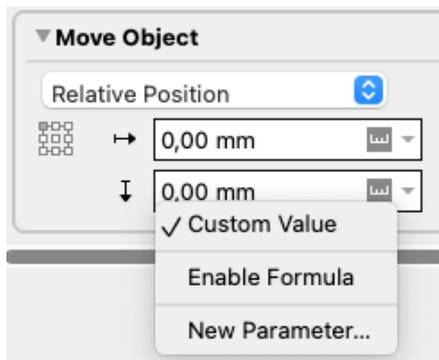 Move Object
Relative Position
0,00 mm
0,00 mm
✓ Custom Value
Enable Formula
New Parameter...